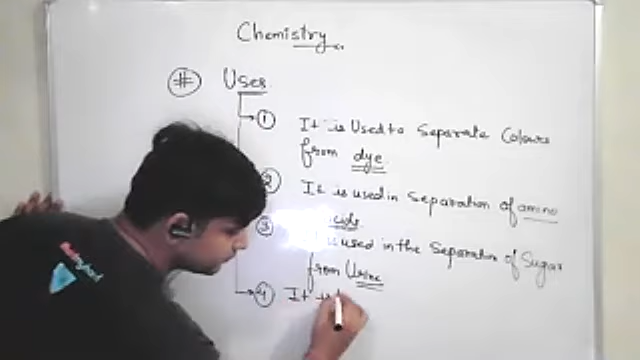 Chemistry
# Uses
1 It is Used to Separate Colours
from dye
2 It is used in Separation of amino
acids
3 used in the Separation of Sugar
from Urine
4 It